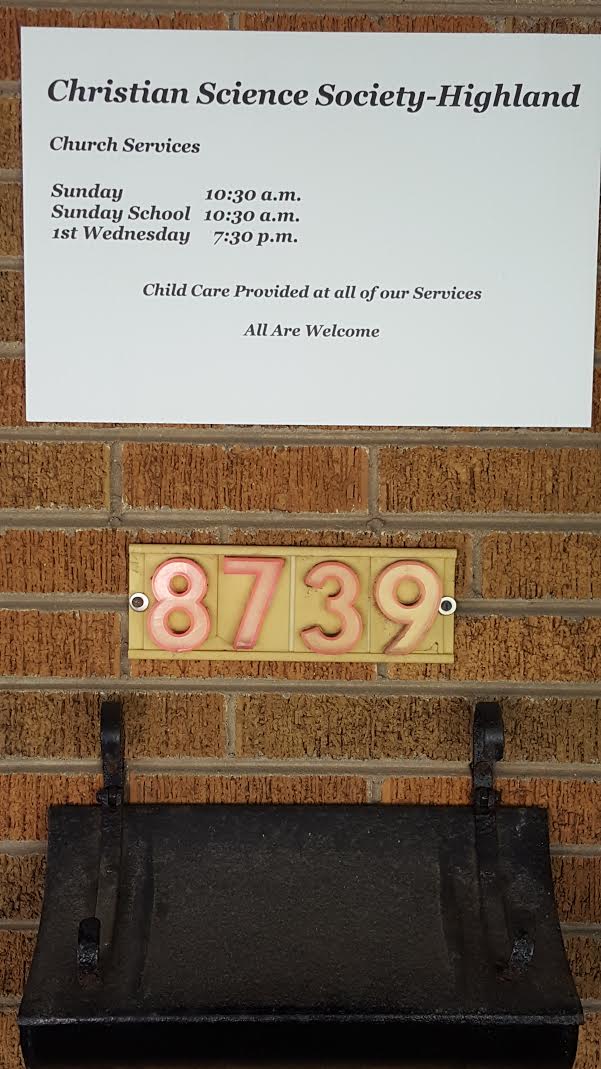 Christian Science Society-Highland
Church Services
Sunday 10:30 a.m.
Sunday School 10:30 a.m.
1st Wednesday 7:30 p.m.
Child Care Provided at all of our Services
All Are Welcome
8739